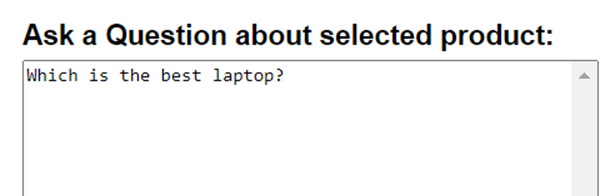 Ask a Question about selected product:
Which is the best laptop?